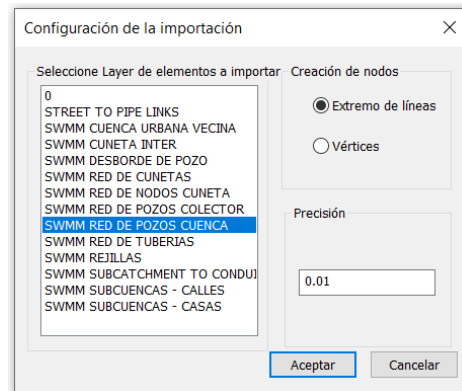 Configuración de la importación
Seleccione Layer de elementos a importar
0
STREET TO PIPE LINKS
SWMM CUENCA URBANA VECINA
SWMM CUNETA INTER
SWMM DESBORDE DE POZO
SWMM RED DE CUNETAS
SWMM RED DE NODOS CUNETA
SWMM RED DE POZOS COLECTOR
SWMM RED DE POZOS CUENCA
SWMM RED DE TUBERIAS
SWMM REJILLAS
SWMM SUBCATCHMENT TO CONDUI
SWMM SUBCUENCAS - CALLES
SWMM SUBCUENCAS - CASAS
Creación de nodos
Extremo de líneas
Vértices
Precisión
0.01
Aceptar
Cancelar